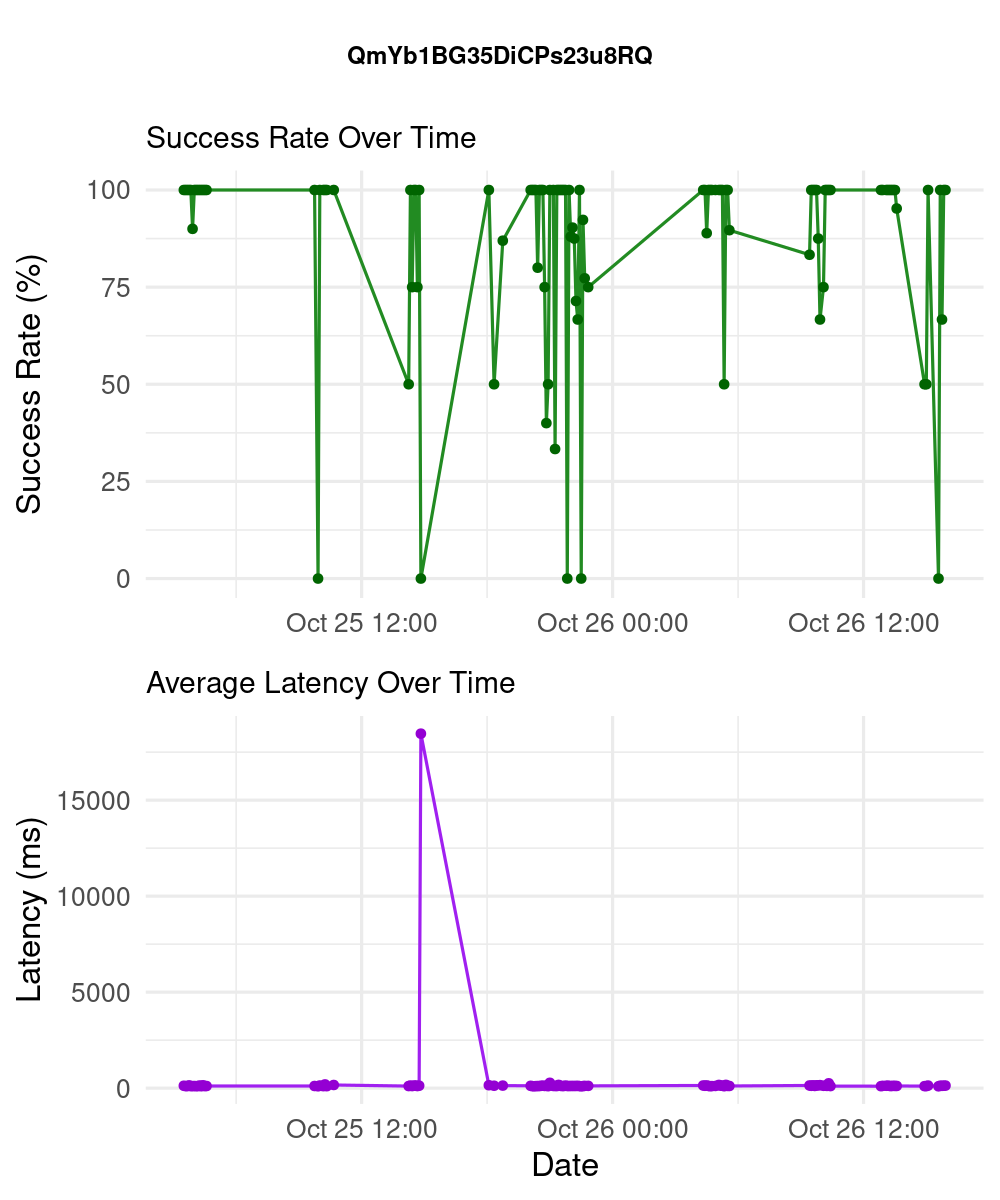 QmYb1BG35DiCPs23u8RQ
Success Rate Over Time
Success Rate (%)
100
75
50
25
0
Oct 25 12:00 Oct 26 00:00 Oct 26 12:00
Average Latency Over Time
Latency (ms)
15000
10000
5000
0
Oct 25 12:00 Oct 26 00:00 Oct 26 12:00
Date